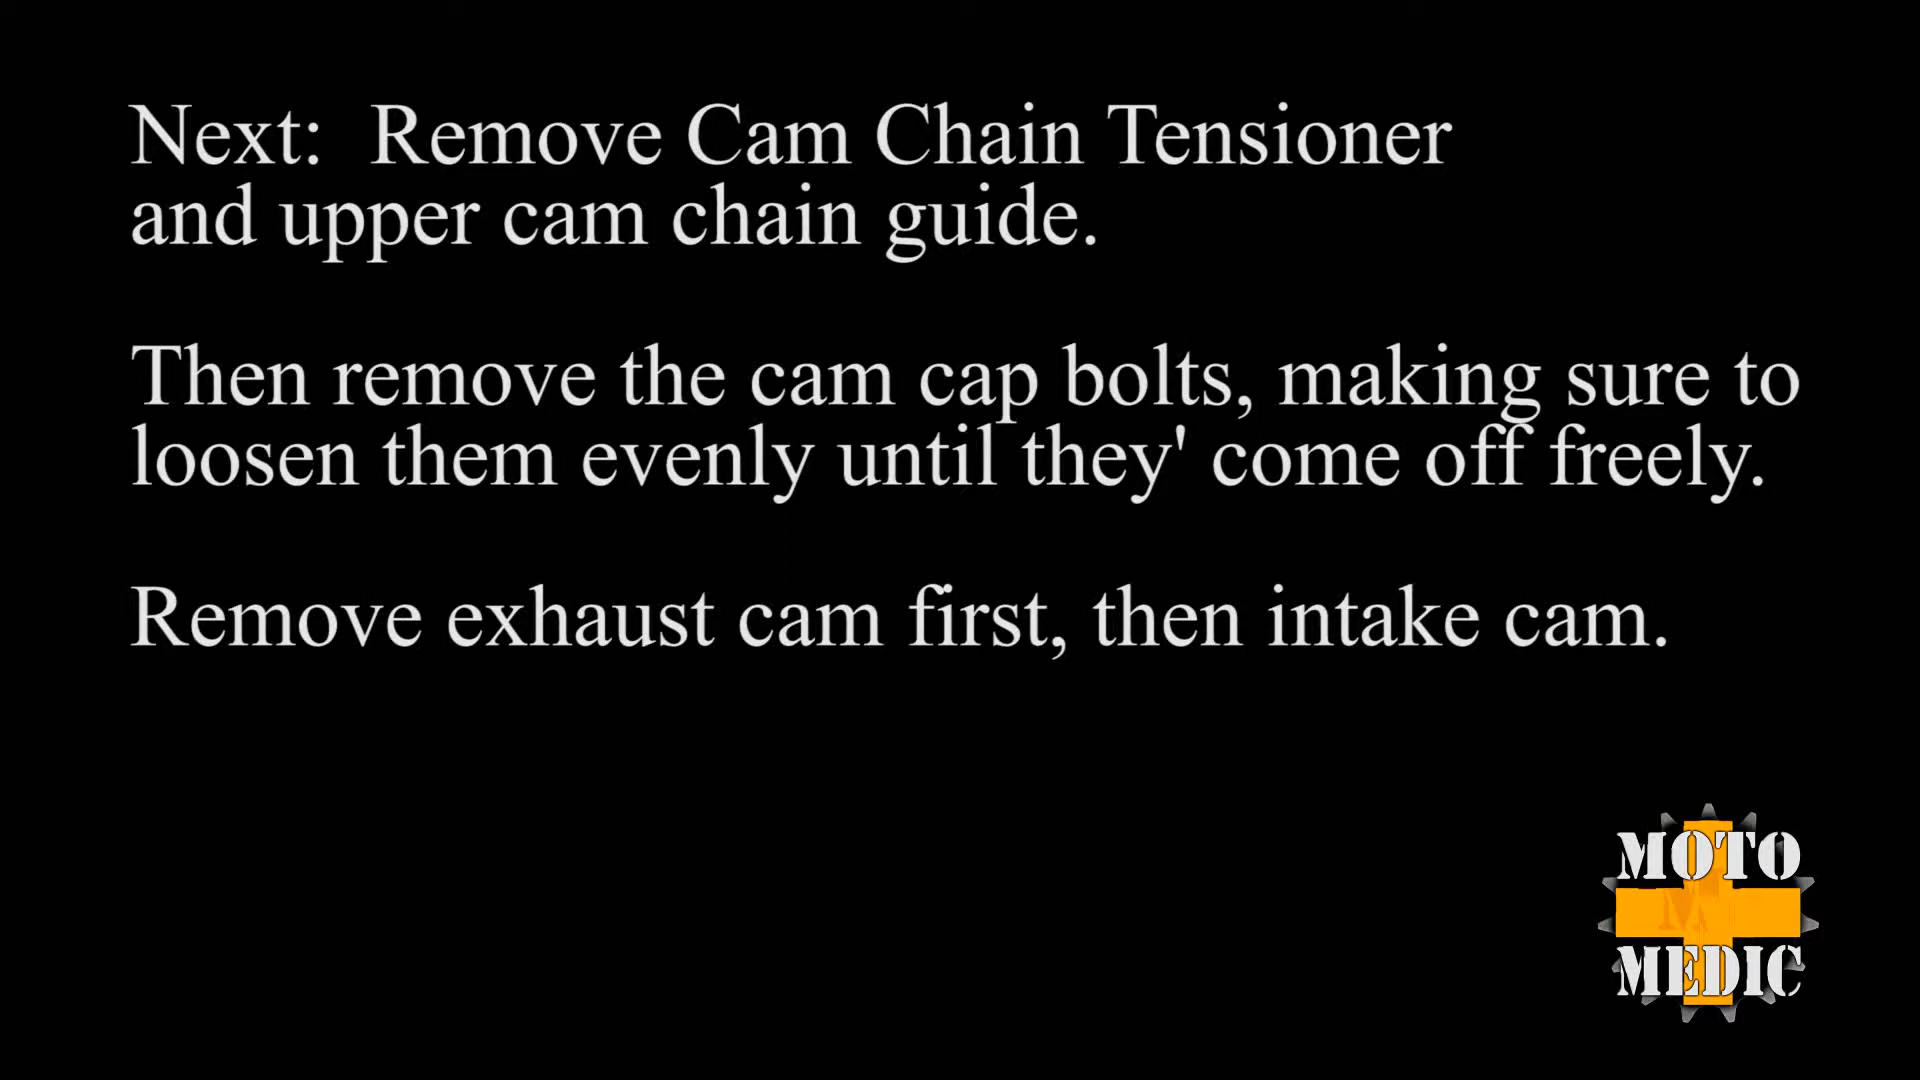 Next:  Remove Cam Chain Tensioner
and upper cam chain guide.
Then remove the cam cap bolts, making sure to
loosen them evenly until they' come off freely.
Remove exhaust cam first, then intake cam.
MOTO
M
MEDIC